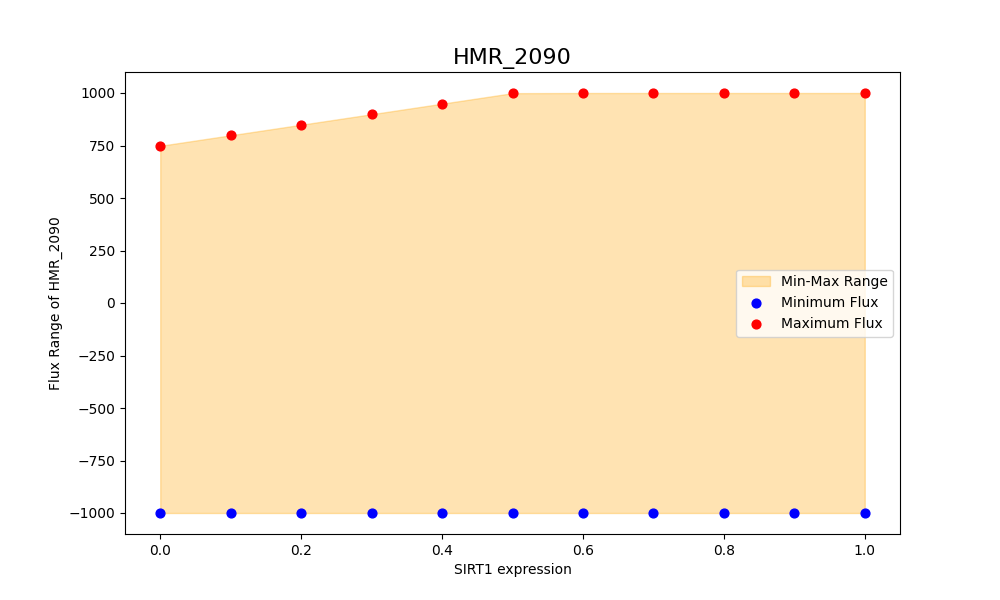 HMR_2090
Flux Range of HMR_2090
1000
750
500
250
0
−250
−500
−750
−1000
Min-Max Range
Minimum Flux
Maximum Flux
0.0 0.2 0.4 0.6 0.8 1.0
SIRT1 expression